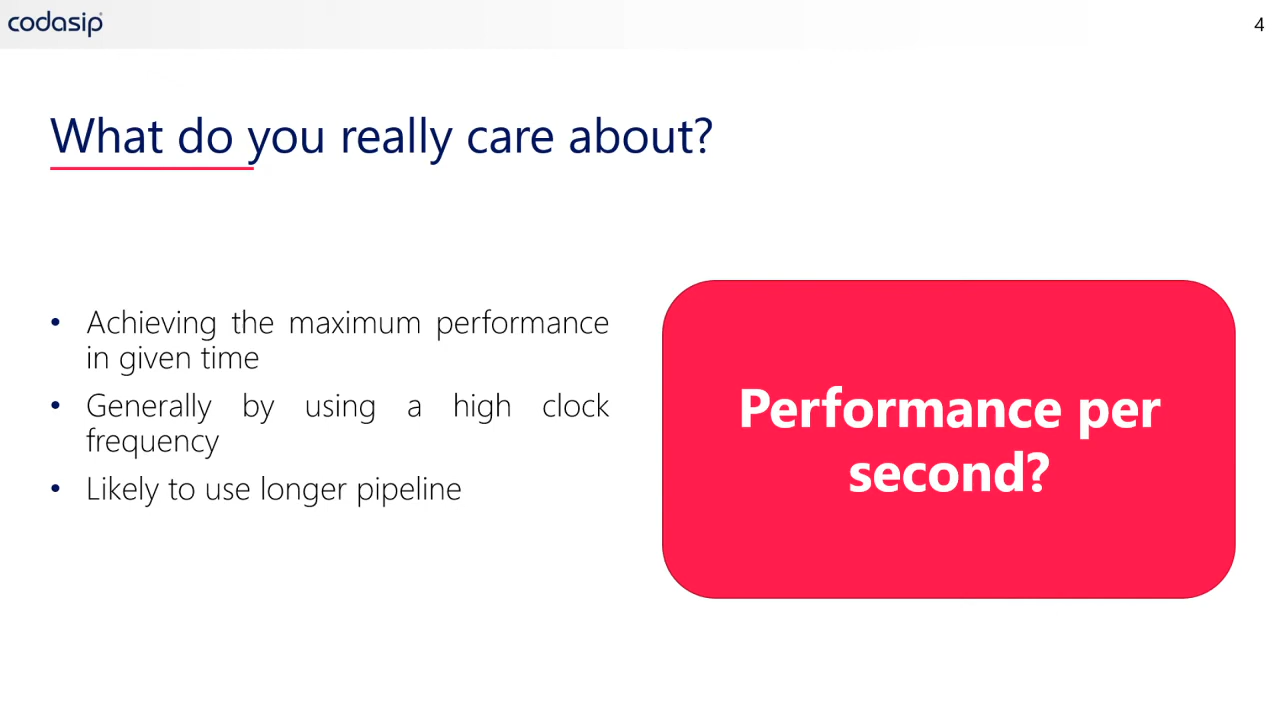 codasip
4
What do you really care about?
• Achieving the maximum performance
in given time
• Generally by using a high clock
frequency
• Likely to use longer pipeline
Performance per
second?